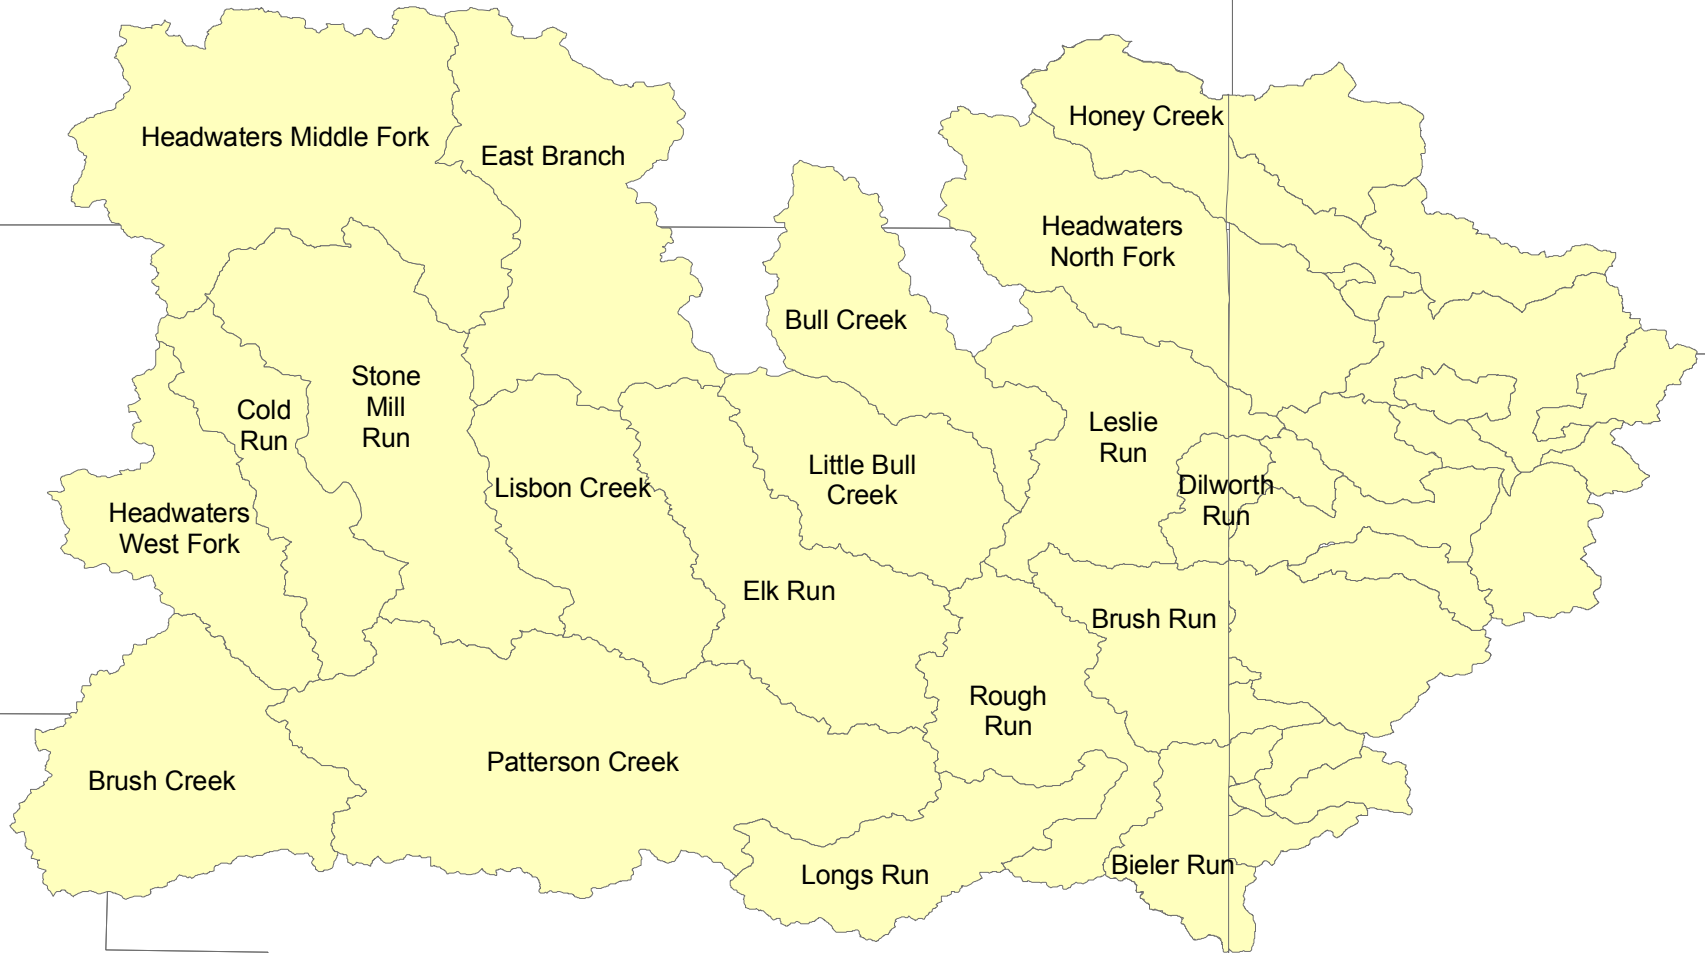 Honey Creek
Headwaters Middle Fork
East Branch
Headwaters
North Fork
Bull Creek
Stone
Mill
Run
Cold
Run
Leslie
Run
Little Bull
Creek
Lisbon Creek
Dilworth
Run
Headwaters
West Fork
Elk Run
Brush Run
Rough
Run
Patterson Creek
Brush Creek
Bieler Run
Longs Run